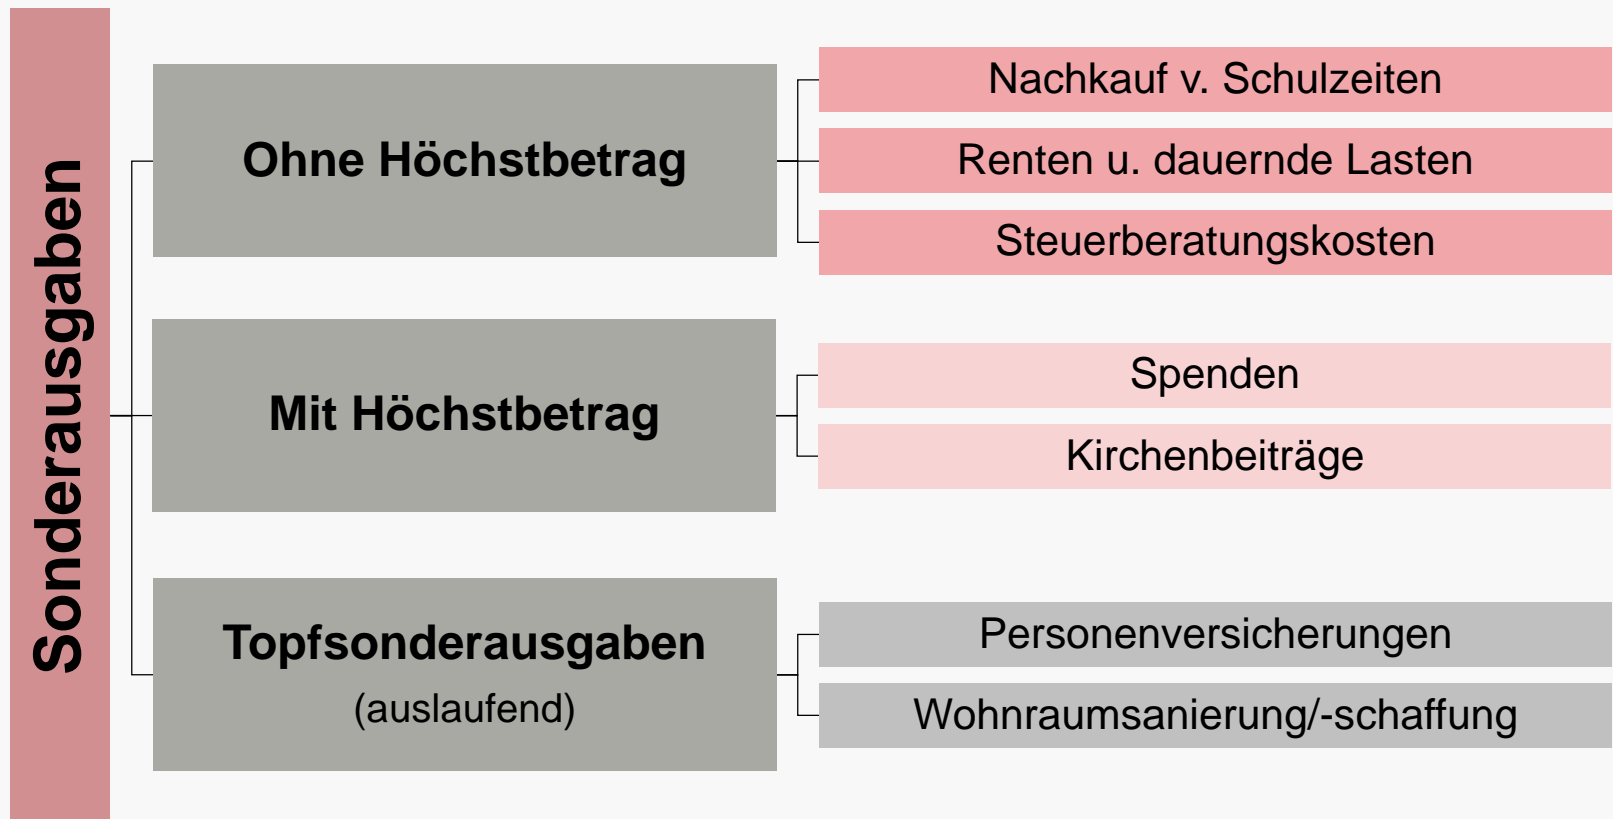 Sonderausgaben
Ohne Höchstbetrag
Nachkauf v. Schulzeiten
Renten u. dauernde Lasten
Steuerberatungskosten
Mit Höchstbetrag
Spenden
Kirchenbeiträge
Topfsonderausgaben
(auslaufend)
Personenversicherungen
Wohnraumsanierung/-schaffung